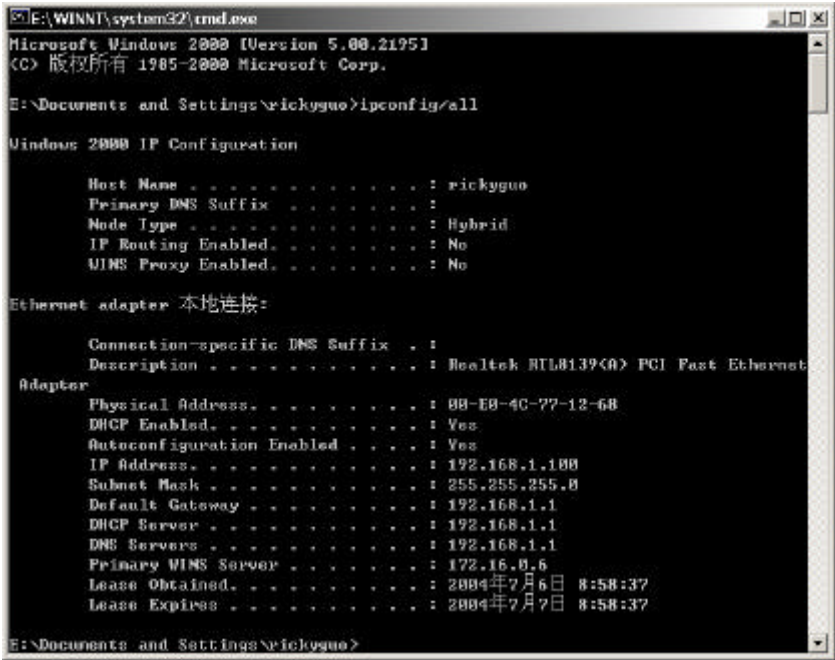 E:\WINNT\system32\cmd.exe
Microsoft Windows 2000 [Version 5.00.2195]
(C) 版权所有 1985-2000 Microsoft Corp.
E:\Documents and Settings\rickyguo>ipconfig/all
Windows 2000 IP Configuration
Host Name . . . . . . . . . . . . : rickyguo
Primary DNS Suffix . . . . . . . :
Node Type . . . . . . . . . . . . : Hybrid
IP Routing Enabled. . . . . . . . : No
WINS Proxy Enabled. . . . . . . . : No
Ethernet adapter 本地连接:
Connection-specific DNS Suffix . :
Description . . . . . . . . . . . : Realtek RTL8139(A) PCI Fast Ethernet
Adapter
Physical Address. . . . . . . . . : 00-E0-4C-77-12-68
DHCP Enabled. . . . . . . . . . . : Yes
Autoconfiguration Enabled . . . . : Yes
IP Address. . . . . . . . . . . . : 192.168.1.100
Subnet Mask . . . . . . . . . . . : 255.255.255.0
Default Gateway . . . . . . . . . : 192.168.1.1
DHCP Server . . . . . . . . . . . : 192.168.1.1
DNS Servers . . . . . . . . . . . : 192.168.1.1
Primary WINS Server . . . . . . . : 172.16.0.6
Lease Obtained. . . . . . . . . . : 2004年7月6日 8:58:37
Lease Expires . . . . . . . . . . : 2004年7月7日 8:58:37
E:\Documents and Settings\rickyguo>